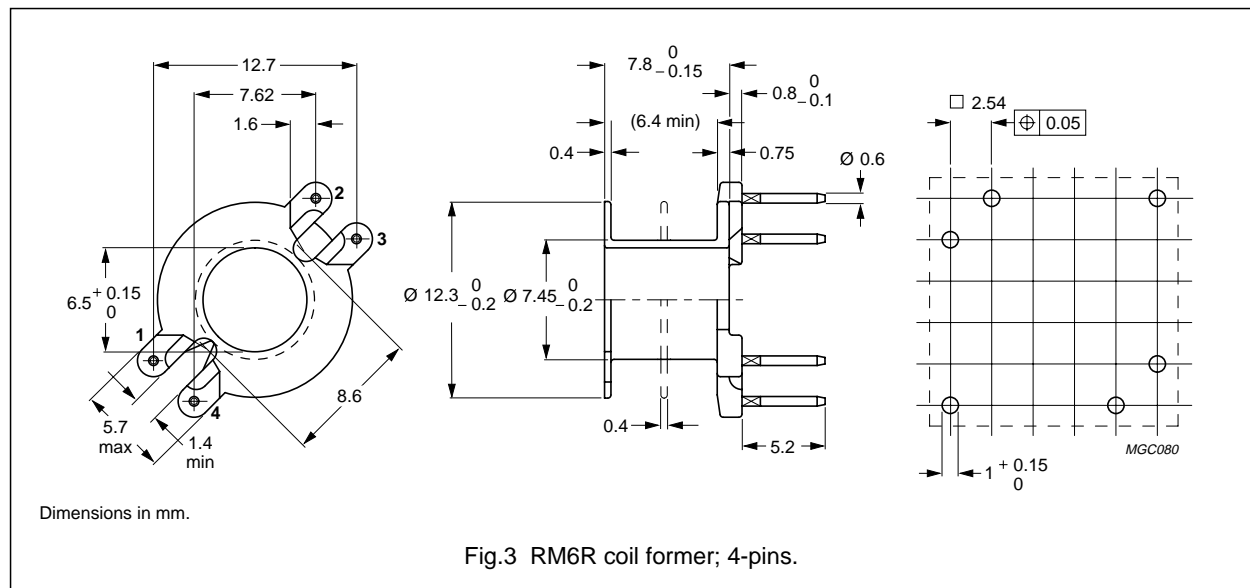 12.7
7.62
1.6
2
3
6.5 + 0.15 0
1
4
5.7 max
1.4 min
8.6
7.8 0 − 0.15
0.8 0 − 0.1
(6.4 min)
0.4
0.75
Ø 0.6
Ø 12.3 0 − 0.2
Ø 7.45 0 − 0.2
0.4
5.2
□ 2.54
⌖ 0.05
MGC080
1 + 0.15 0
Dimensions in mm.
Fig.3 RM6R coil former; 4-pins.